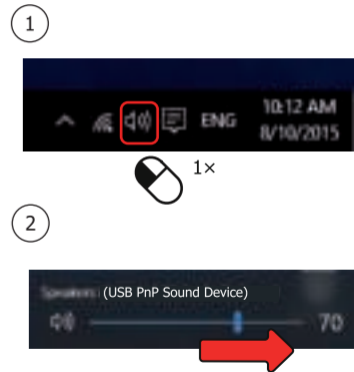 1
10:12 AM
ENG
8/10/2015
1×
2
Speakers (USB PnP Sound Device)
70